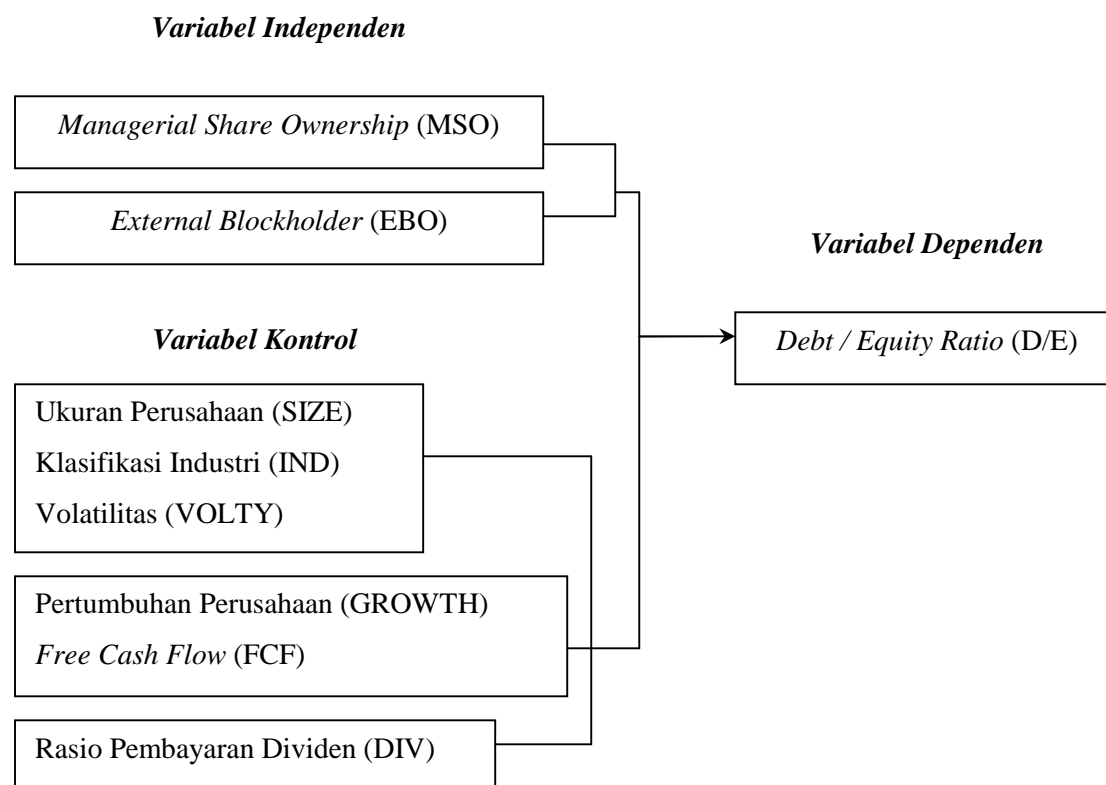 Variabel Independen
Managerial Share Ownership (MSO)
External Blockholder (EBO)
Variabel Dependen
Debt / Equity Ratio (D/E)
Variabel Kontrol
Ukuran Perusahaan (SIZE)
Klasifikasi Industri (IND)
Volatilitas (VOLTY)
Pertumbuhan Perusahaan (GROWTH)
Free Cash Flow (FCF)
Rasio Pembayaran Dividen (DIV)